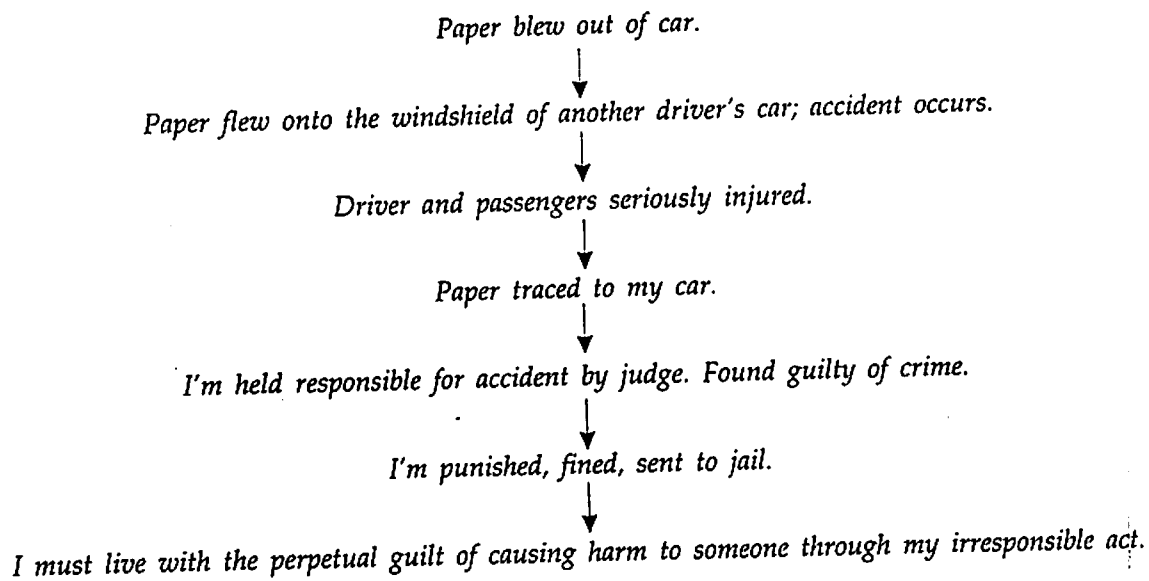 Paper blew out of car.
Paper flew onto the windshield of another driver's car; accident occurs.
Driver and passengers seriously injured.
Paper traced to my car.
I'm held responsible for accident by judge. Found guilty of crime.
I'm punished, fined, sent to jail.
I must live with the perpetual guilt of causing harm to someone through my irresponsible act.